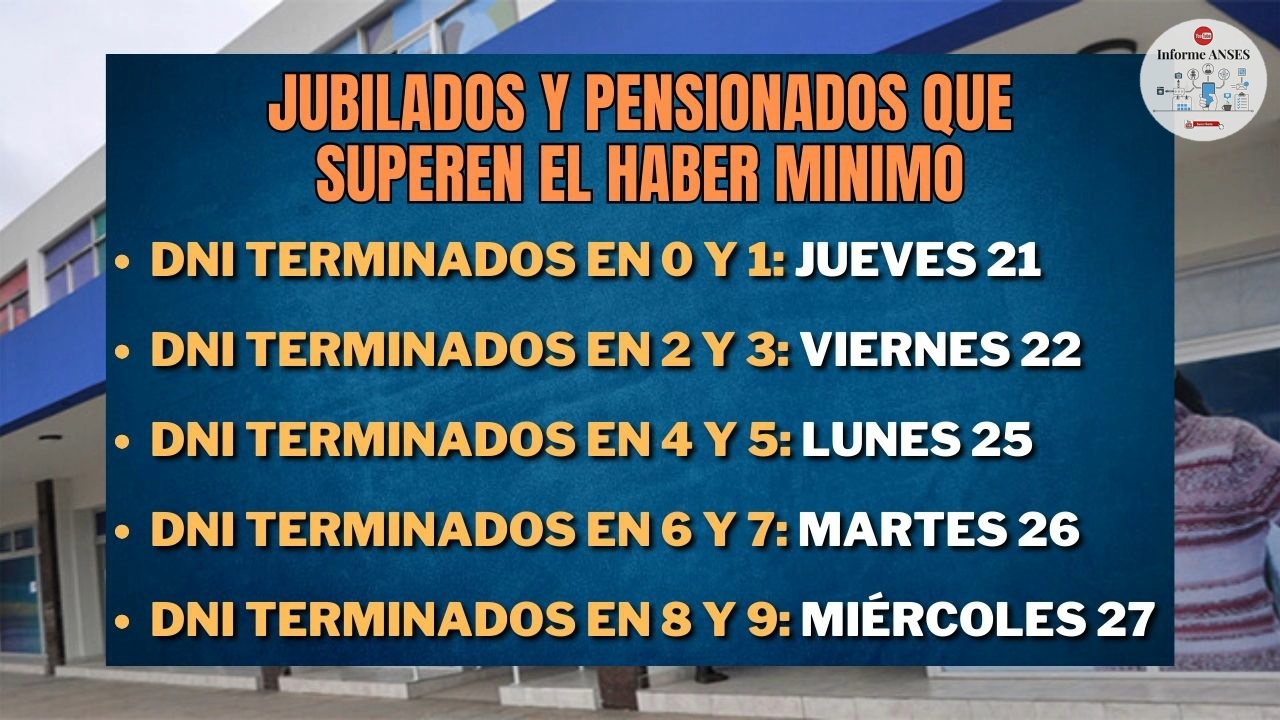 Informe ANSES
JUBILADOS Y PENSIONADOS QUE
SUPEREN EL HABER MINIMO
• DNI TERMINADOS EN 0 Y 1: JUEVES 21
• DNI TERMINADOS EN 2 Y 3: VIERNES 22
• DNI TERMINADOS EN 4 Y 5: LUNES 25
• DNI TERMINADOS EN 6 Y 7: MARTES 26
• DNI TERMINADOS EN 8 Y 9: MIÉRCOLES 27